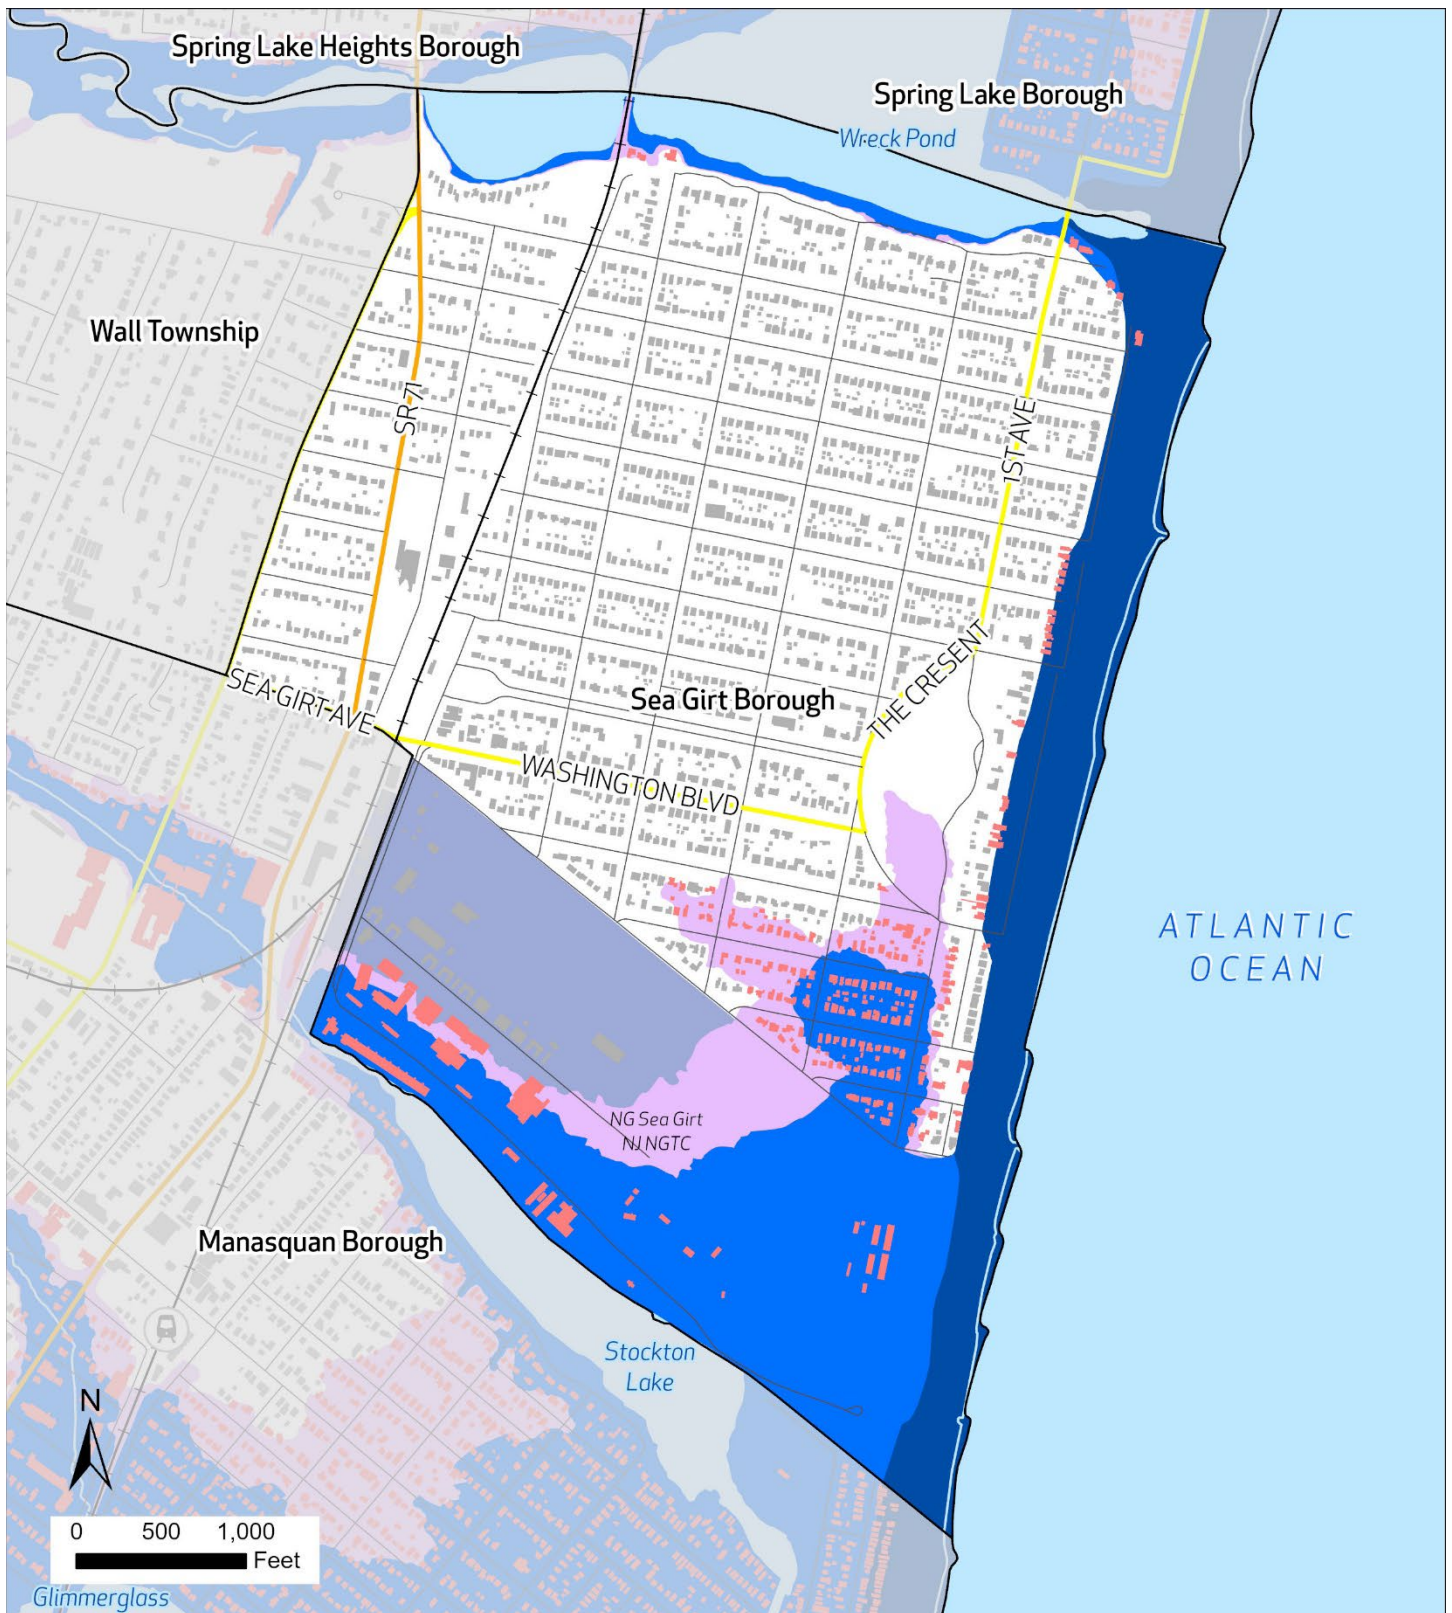 Spring Lake Heights Borough
Spring Lake Borough
Wreck Pond
Wall Township
SR 71
1ST AVE
THE CRESENT
Sea Girt Borough
SEA GIRT AVE
WASHINGTON BLVD
ATLANTIC
OCEAN
NG Sea Girt
NJ NGTC
Manasquan Borough
Stockton
Lake
N
0 500 1,000
Feet
Glimmerglass